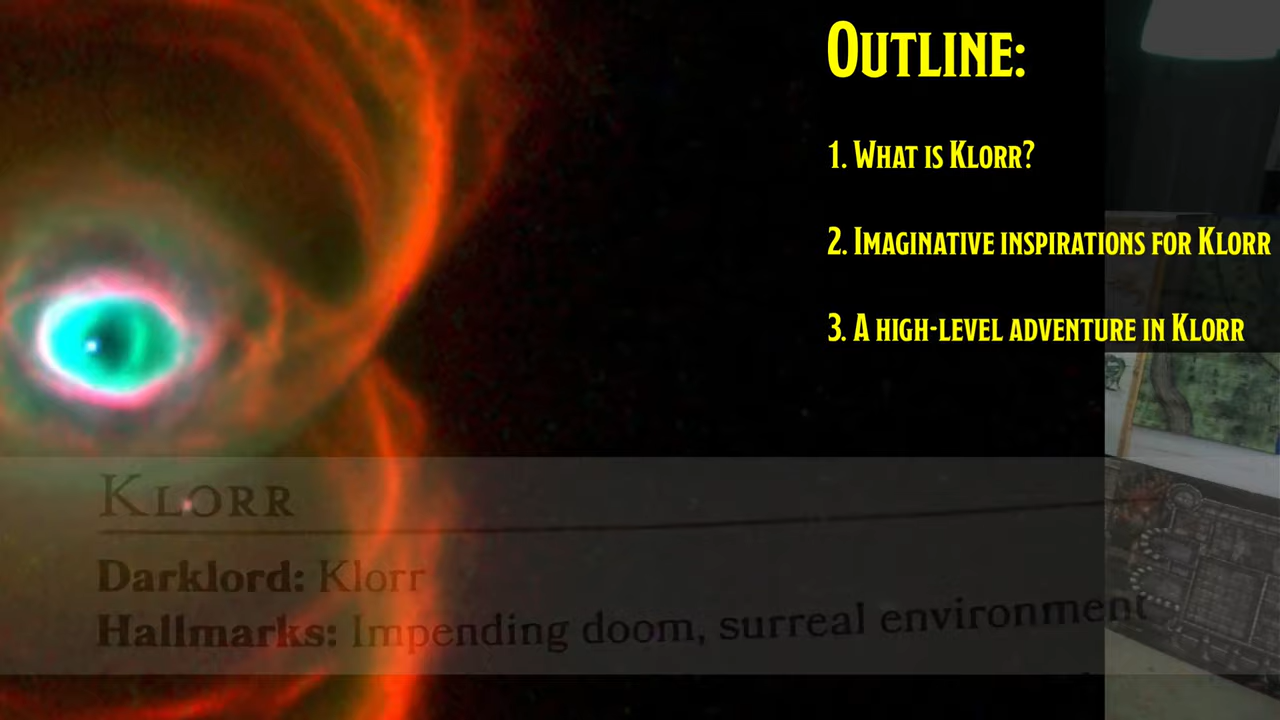 Outline:
1. What is Klorr?
2. Imaginative inspirations for Klorr
3. A high-level adventure in Klorr
Klorr
Darklord: Klorr
Hallmarks: Impending doom, surreal environment